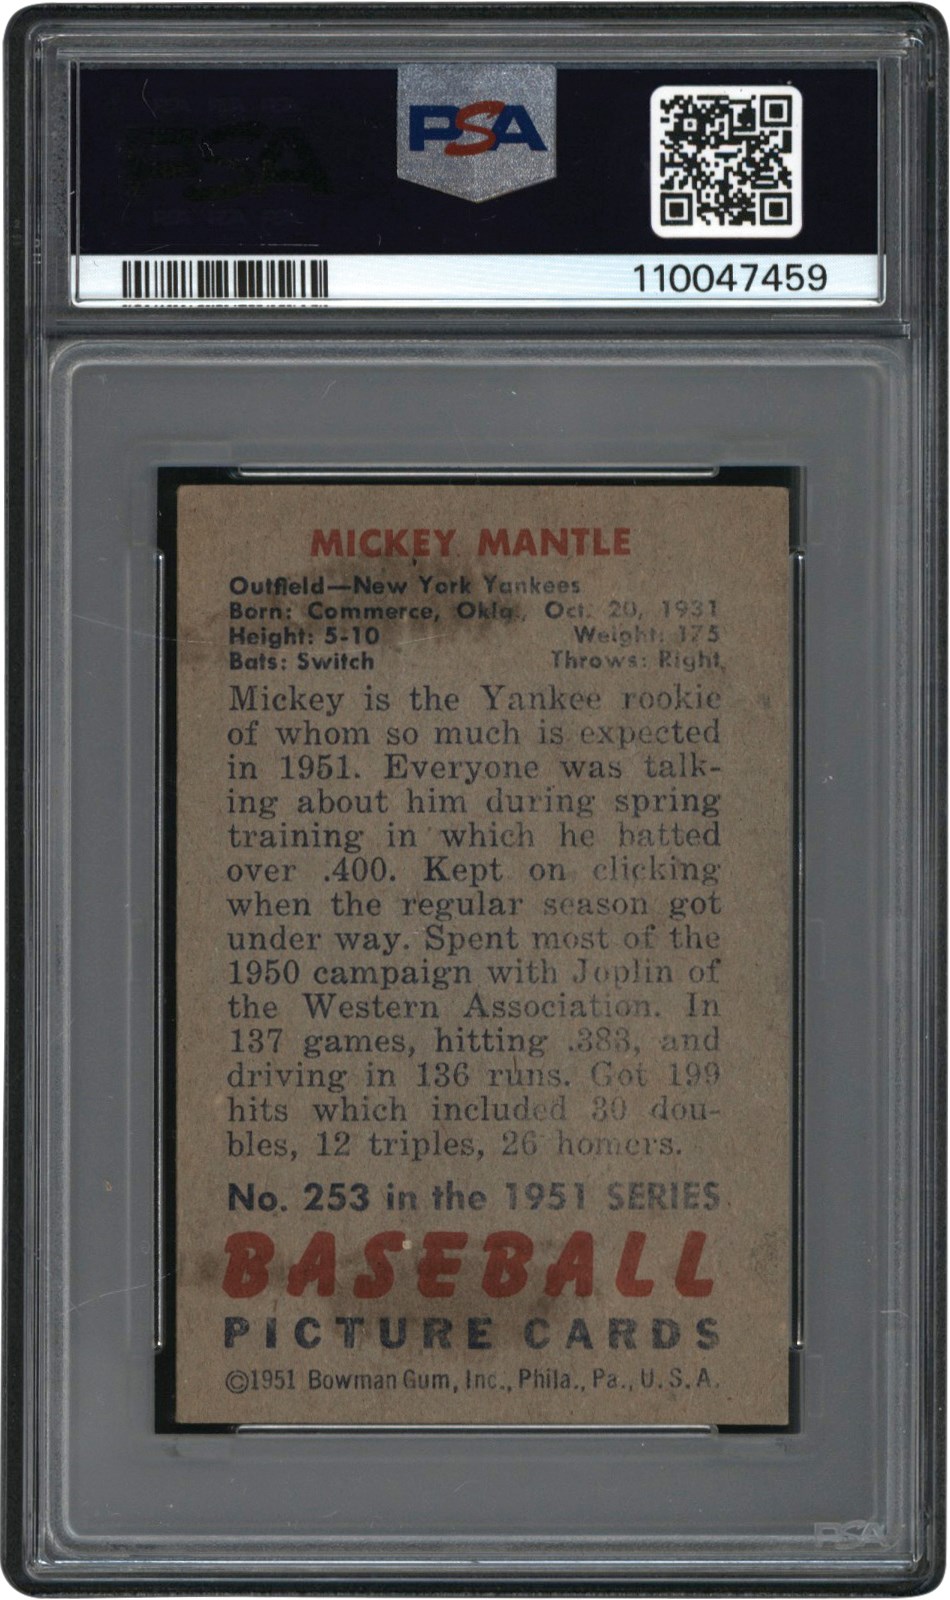 PSA
110047459
MICKEY MANTLE
Outfield—New York Yankees
Born: Commerce, Okla., Oct. 20, 1931
Height: 5-10 Weight: 175
Bats: Switch Throws: Right
Mickey is the Yankee rookie
of whom so much is expected
in 1951. Everyone was talk-
ing about him during spring
training in which he batted
over .400. Kept on clicking
when the regular season got
under way. Spent most of the
1950 campaign with Joplin of
the Western Association. In
137 games, hitting .383, and
driving in 136 runs. Got 199
hits which included 30 dou-
bles, 12 triples, 26 homers.
No. 253 in the 1951 SERIES
BASEBALL
PICTURE CARDS
©1951 Bowman Gum, Inc., Phila., Pa., U.S.A.
PSA